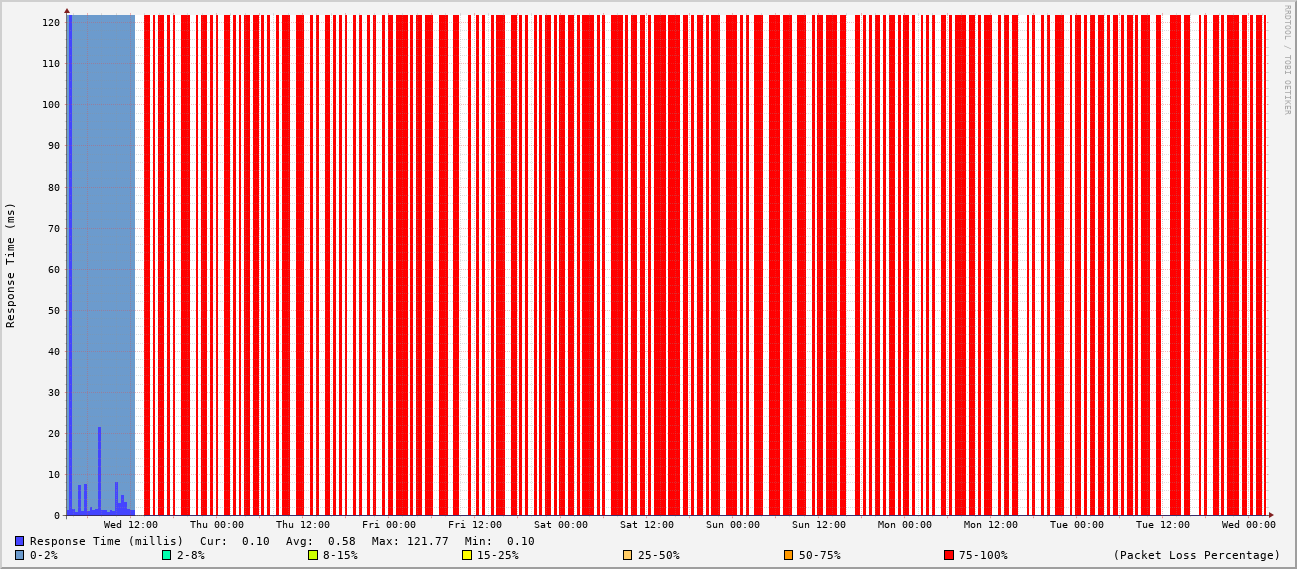 RRDTOOL / TOBI OETIKER
Response Time (ms)
120
110
100
90
80
70
60
50
40
30
20
10
0
Wed 12:00 Thu 00:00 Thu 12:00 Fri 00:00 Fri 12:00 Sat 00:00 Sat 12:00 Sun 00:00 Sun 12:00 Mon 00:00 Mon 12:00 Tue 00:00 Tue 12:00 Wed 00:00
Response Time (millis) Cur: 0.10 Avg: 0.58 Max: 121.77 Min: 0.10
0-2% 2-8% 8-15% 15-25% 25-50% 50-75% 75-100% (Packet Loss Percentage)